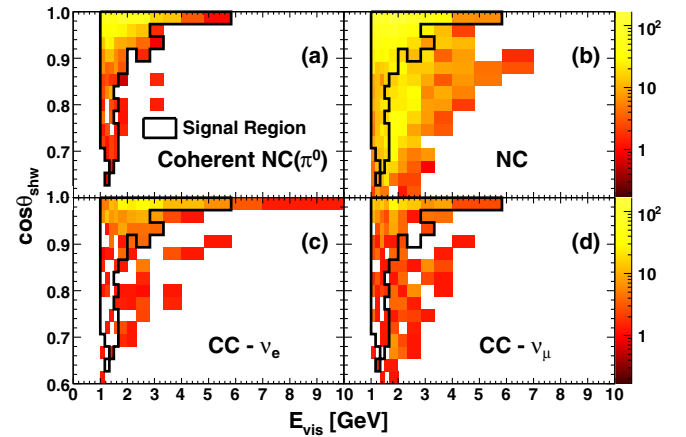 1.0
(a)
(b)
10²
0.9
10
0.8
Signal Region
1
0.7
Coherent NC(π⁰)
NC
cosθshw
1.0
(c)
(d)
10²
0.9
10
0.8
0.7
CC - νe
CC - νμ
1
0.6
0 1 2 3 4 5 6 7 8 9 10 1 2 3 4 5 6 7 8 9 10
Evis [GeV]